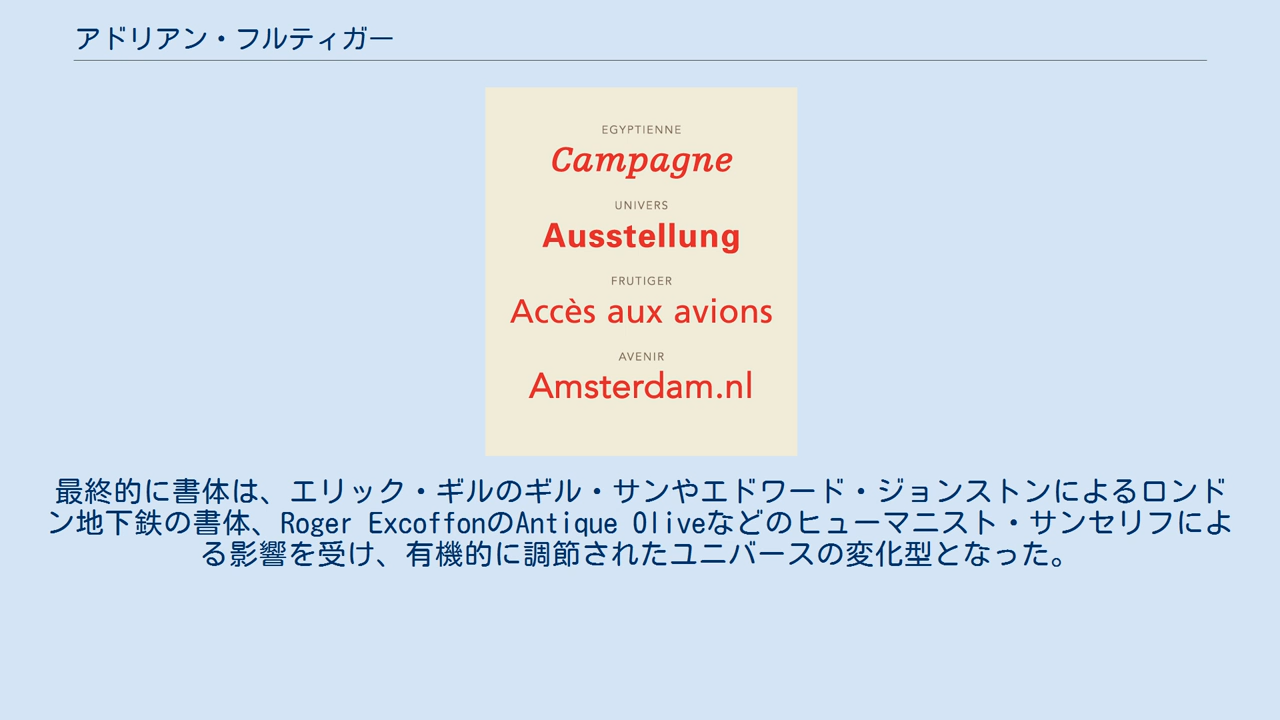 アドリアン・フルティガー
EGYPTIENNE
Campagne
UNIVERS
Ausstellung
FRUTIGER
Accès aux avions
AVENIR
Amsterdam.nl
最終的に書体は、エリック・ギルのギル・サンやエドワード・ジョンストンによるロンド
ン地下鉄の書体、Roger ExcoffonのAntique Oliveなどのヒューマニスト・サンセリフによ
る影響を受け、有機的に調節されたユニバースの変化型となった。